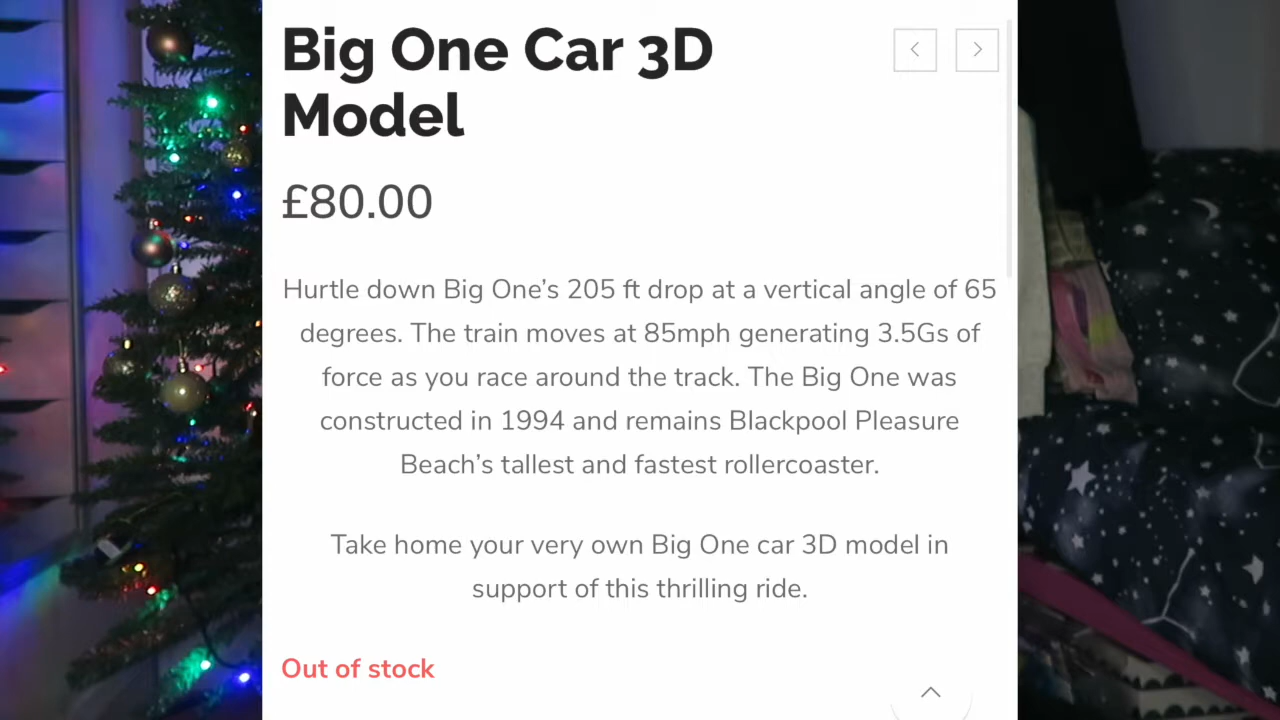 Big One Car 3D
Model
£80.00
Hurtle down Big One’s 205 ft drop at a vertical angle of 65
degrees. The train moves at 85mph generating 3.5Gs of
force as you race around the track. The Big One was
constructed in 1994 and remains Blackpool Pleasure
Beach’s tallest and fastest rollercoaster.
Take home your very own Big One car 3D model in
support of this thrilling ride.
Out of stock